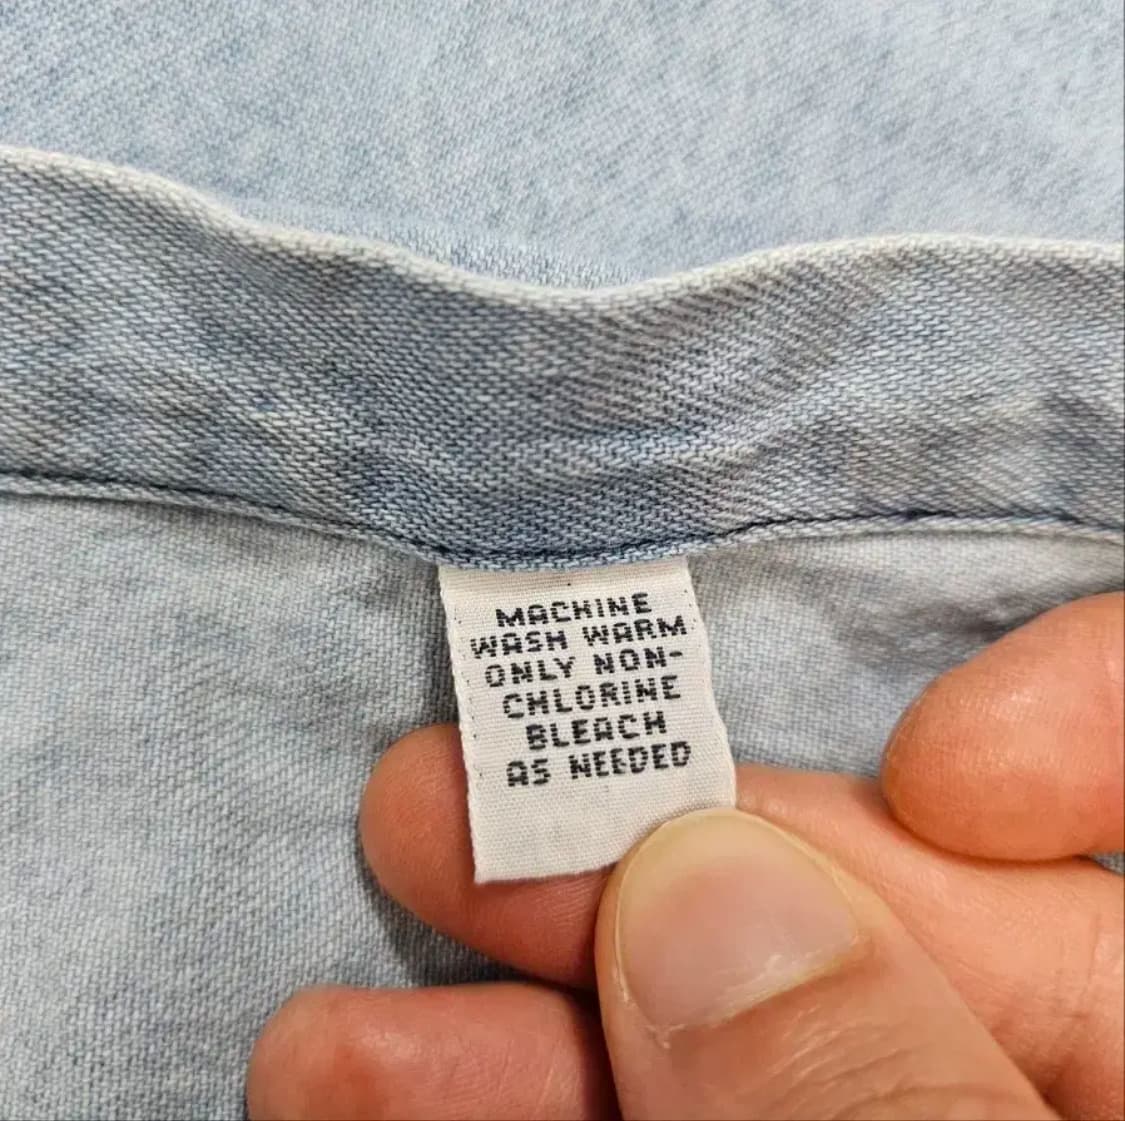 MACHINE
WASH WARM
ONLY NON-
CHLORINE
BLEACH
AS NEEDED